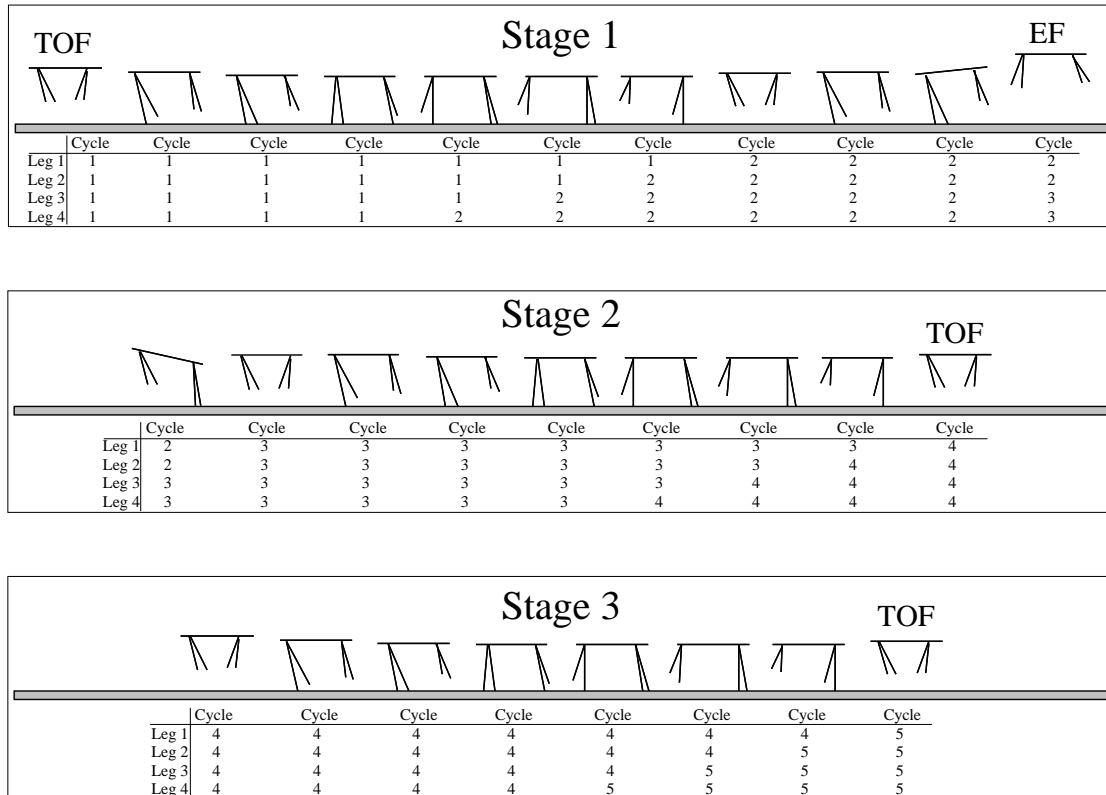 Stage 1
TOF EF
Cycle Cycle Cycle Cycle Cycle Cycle Cycle Cycle Cycle Cycle Cycle
Leg 1 1 1 1 1 1 1 1 2 2 2 2
Leg 2 1 1 1 1 1 1 2 2 2 2 2
Leg 3 1 1 1 1 1 2 2 2 2 2 3
Leg 4 1 1 1 1 2 2 2 2 2 2 3
Stage 2
TOF
Cycle Cycle Cycle Cycle Cycle Cycle Cycle Cycle Cycle
Leg 1 2 3 3 3 3 3 3 3 4
Leg 2 2 3 3 3 3 3 3 4 4
Leg 3 3 3 3 3 3 3 4 4 4
Leg 4 3 3 3 3 3 4 4 4 4
Stage 3
TOF
Cycle Cycle Cycle Cycle Cycle Cycle Cycle Cycle
Leg 1 4 4 4 4 4 4 4 5
Leg 2 4 4 4 4 4 4 5 5
Leg 3 4 4 4 4 4 5 5 5
Leg 4 4 4 4 4 5 5 5 5